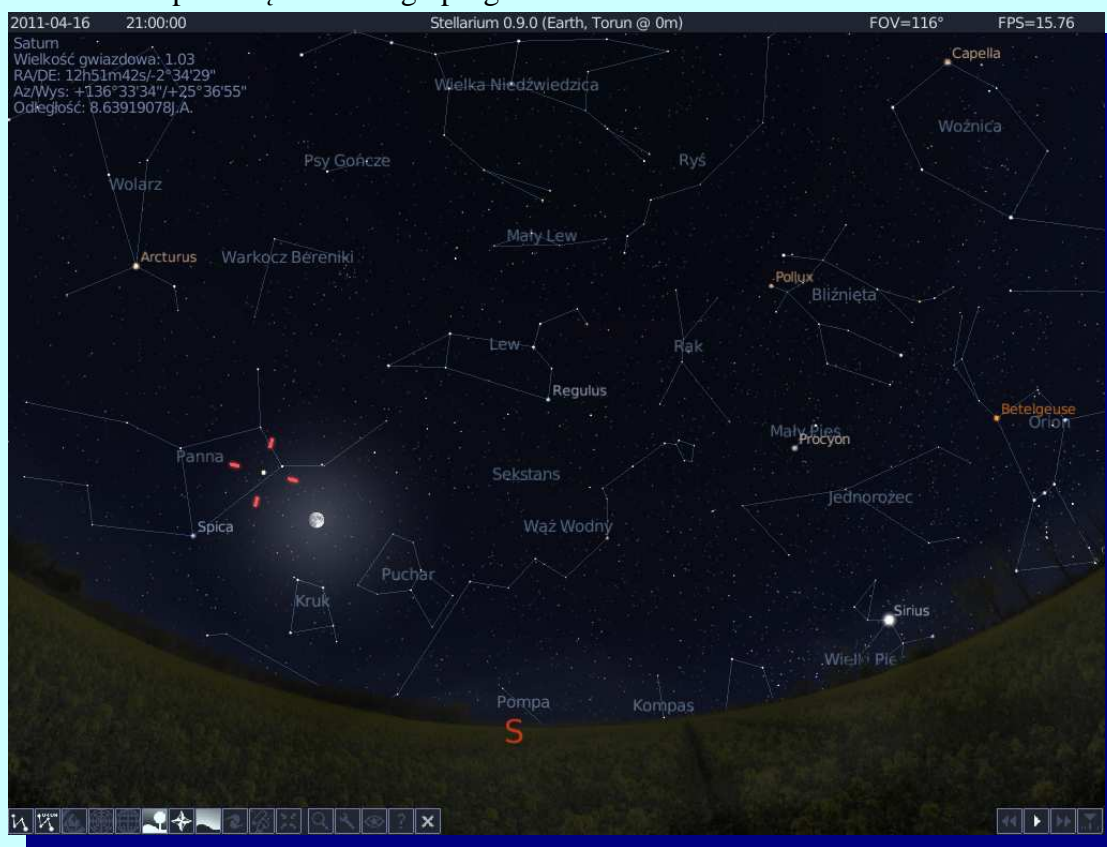 2011-04-16 21:00:00 Stellarium 0.9.0 (Earth, Torun @ 0m) FOV=116° FPS=15.76
Saturn
Wielkość gwiazdowa: 1.03
RA/DE: 12h51m42s/-2°34'29"
Az/Wys: +136°33'34"/+25°36'55"
Odległość: 8.63919078J.A.
Capella
Wielka Niedźwiedzica
Woźnica
Psy Gończe
Ryś
Wolarz
Mały Lew
Arcturus
Warkocz Bereniki
Pollux
Bliźnięta
Lew
Rak
Regulus
Betelgeuse
Orion
Mały Pies
Procyon
Panna
Sekstans
Jednorożec
Spica
Wąż Wodny
Puchar
Kruk
Sirius
Wielki Pie
Pompa
Kompas
S